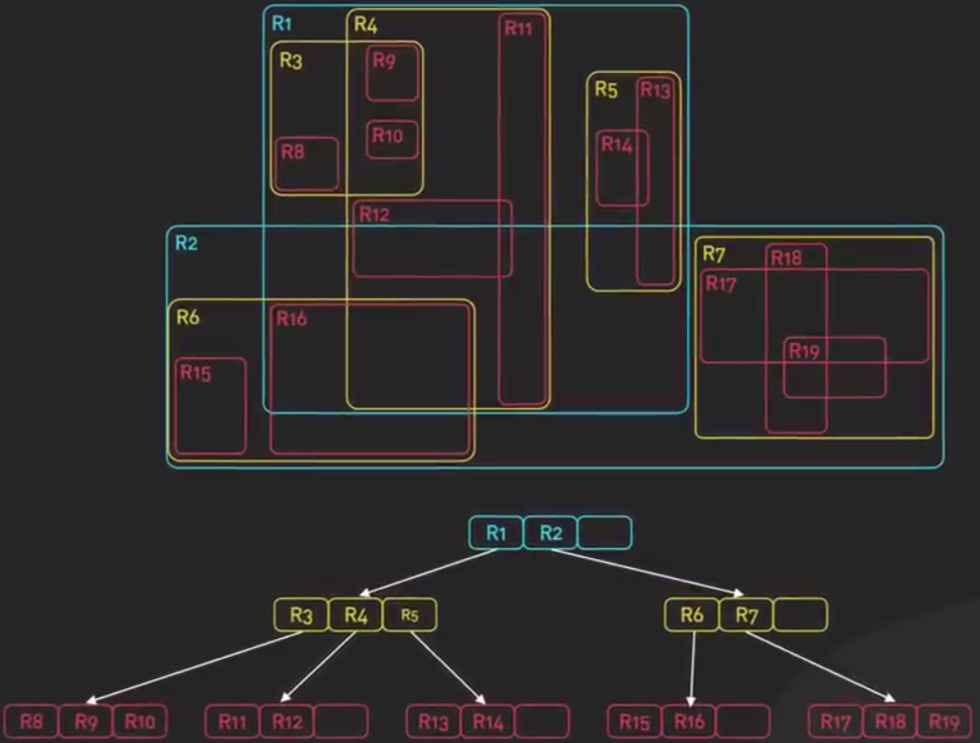 R1 R4 R11
R3 R9
R5 R13
R10
R14
R8
R12
R2
R7 R18
R17
R6 R16
R19
R15
R1 R2
R3 R4 R5
R6 R7
R8 R9 R10
R11 R12
R13 R14
R15 R16
R17 R18 R19